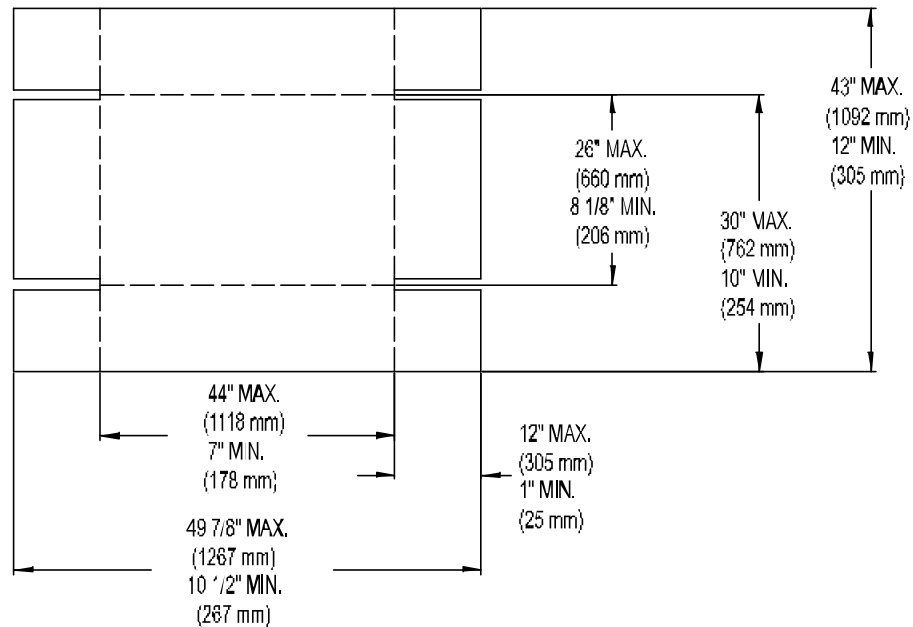 43" MAX.
(1092 mm)
12" MIN.
(305 mm)
26" MAX.
(660 mm)
8 1/8" MIN.
(206 mm)
30" MAX.
(762 mm)
10" MIN.
(254 mm)
44" MAX.
(1118 mm)
7" MIN.
(178 mm)
12" MAX.
(305 mm)
1" MIN.
(25 mm)
49 7/8" MAX.
(1267 mm)
10 1/2" MIN.
(267 mm)